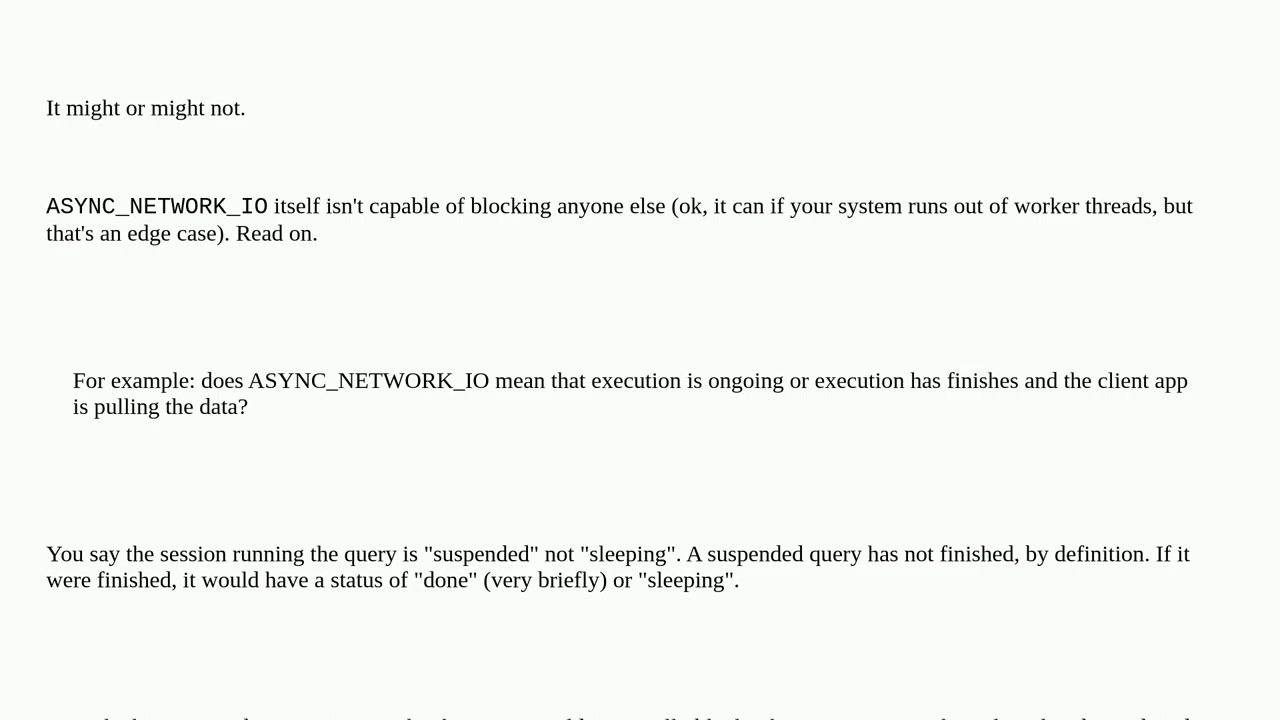 It might or might not.
ASYNC_NETWORK_IO itself isn't capable of blocking anyone else (ok, it can if your system runs out of worker threads, but
that's an edge case). Read on.
For example: does ASYNC_NETWORK_IO mean that execution is ongoing or execution has finishes and the client app
is pulling the data?
You say the session running the query is "suspended" not "sleeping". A suspended query has not finished, by definition. If it
were finished, it would have a status of "done" (very briefly) or "sleeping".